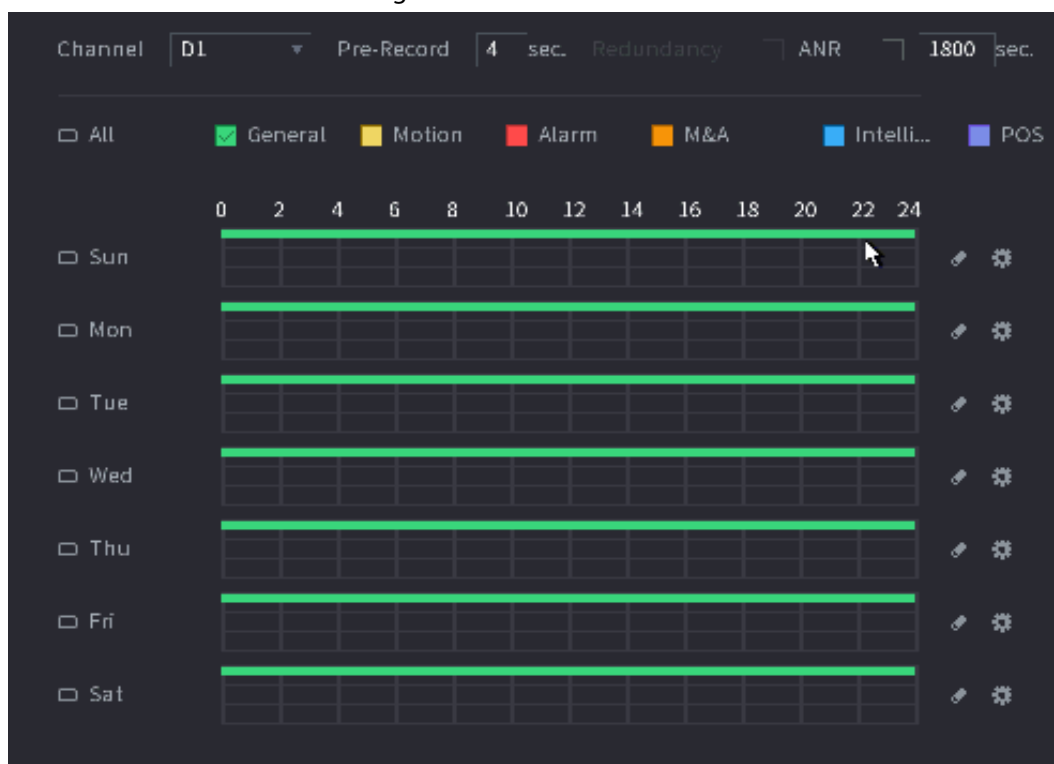 Channel D1 Pre-Record 4 sec. Redundancy ANR 1800 sec.
All General Motion Alarm M&A Intelli... POS
0 2 4 6 8 10 12 14 16 18 20 22 24
Sun
Mon
Tue
Wed
Thu
Fri
Sat